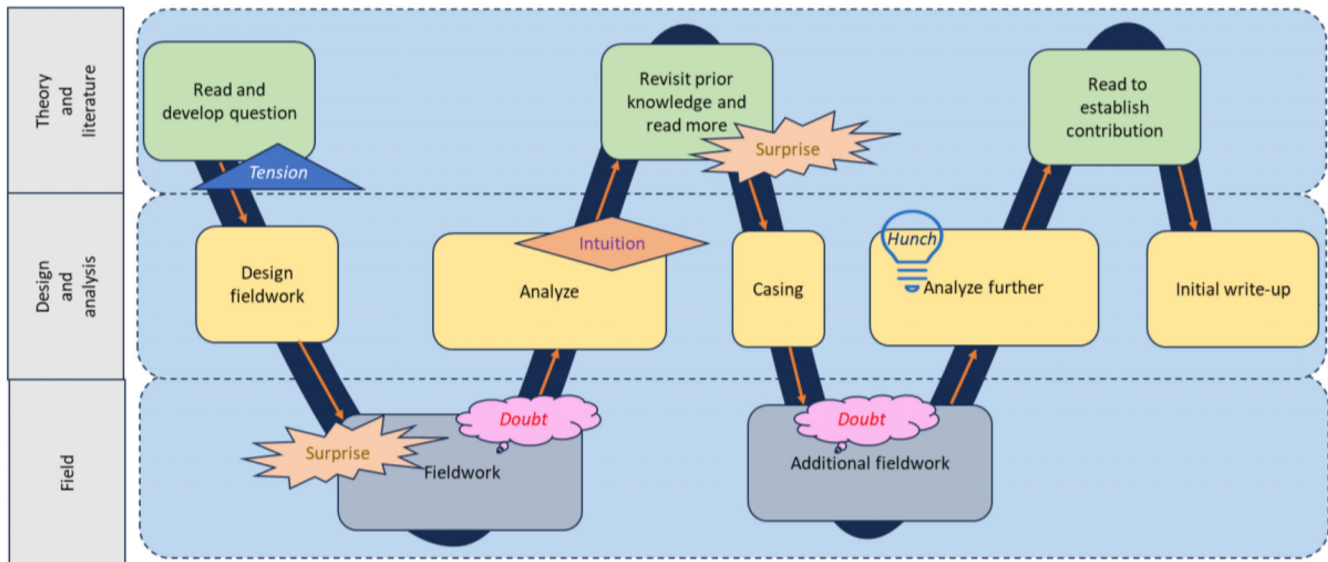 Theory
and
literature
Read and
develop question
Tension
Revisit prior
knowledge and
read more
Surprise
Read to
establish
contribution
Design
and
analysis
Design
fieldwork
Analyze
Intuition
Casing
Hunch
Analyze further
Initial write-up
Field
Surprise
Fieldwork
Doubt
Doubt
Additional fieldwork